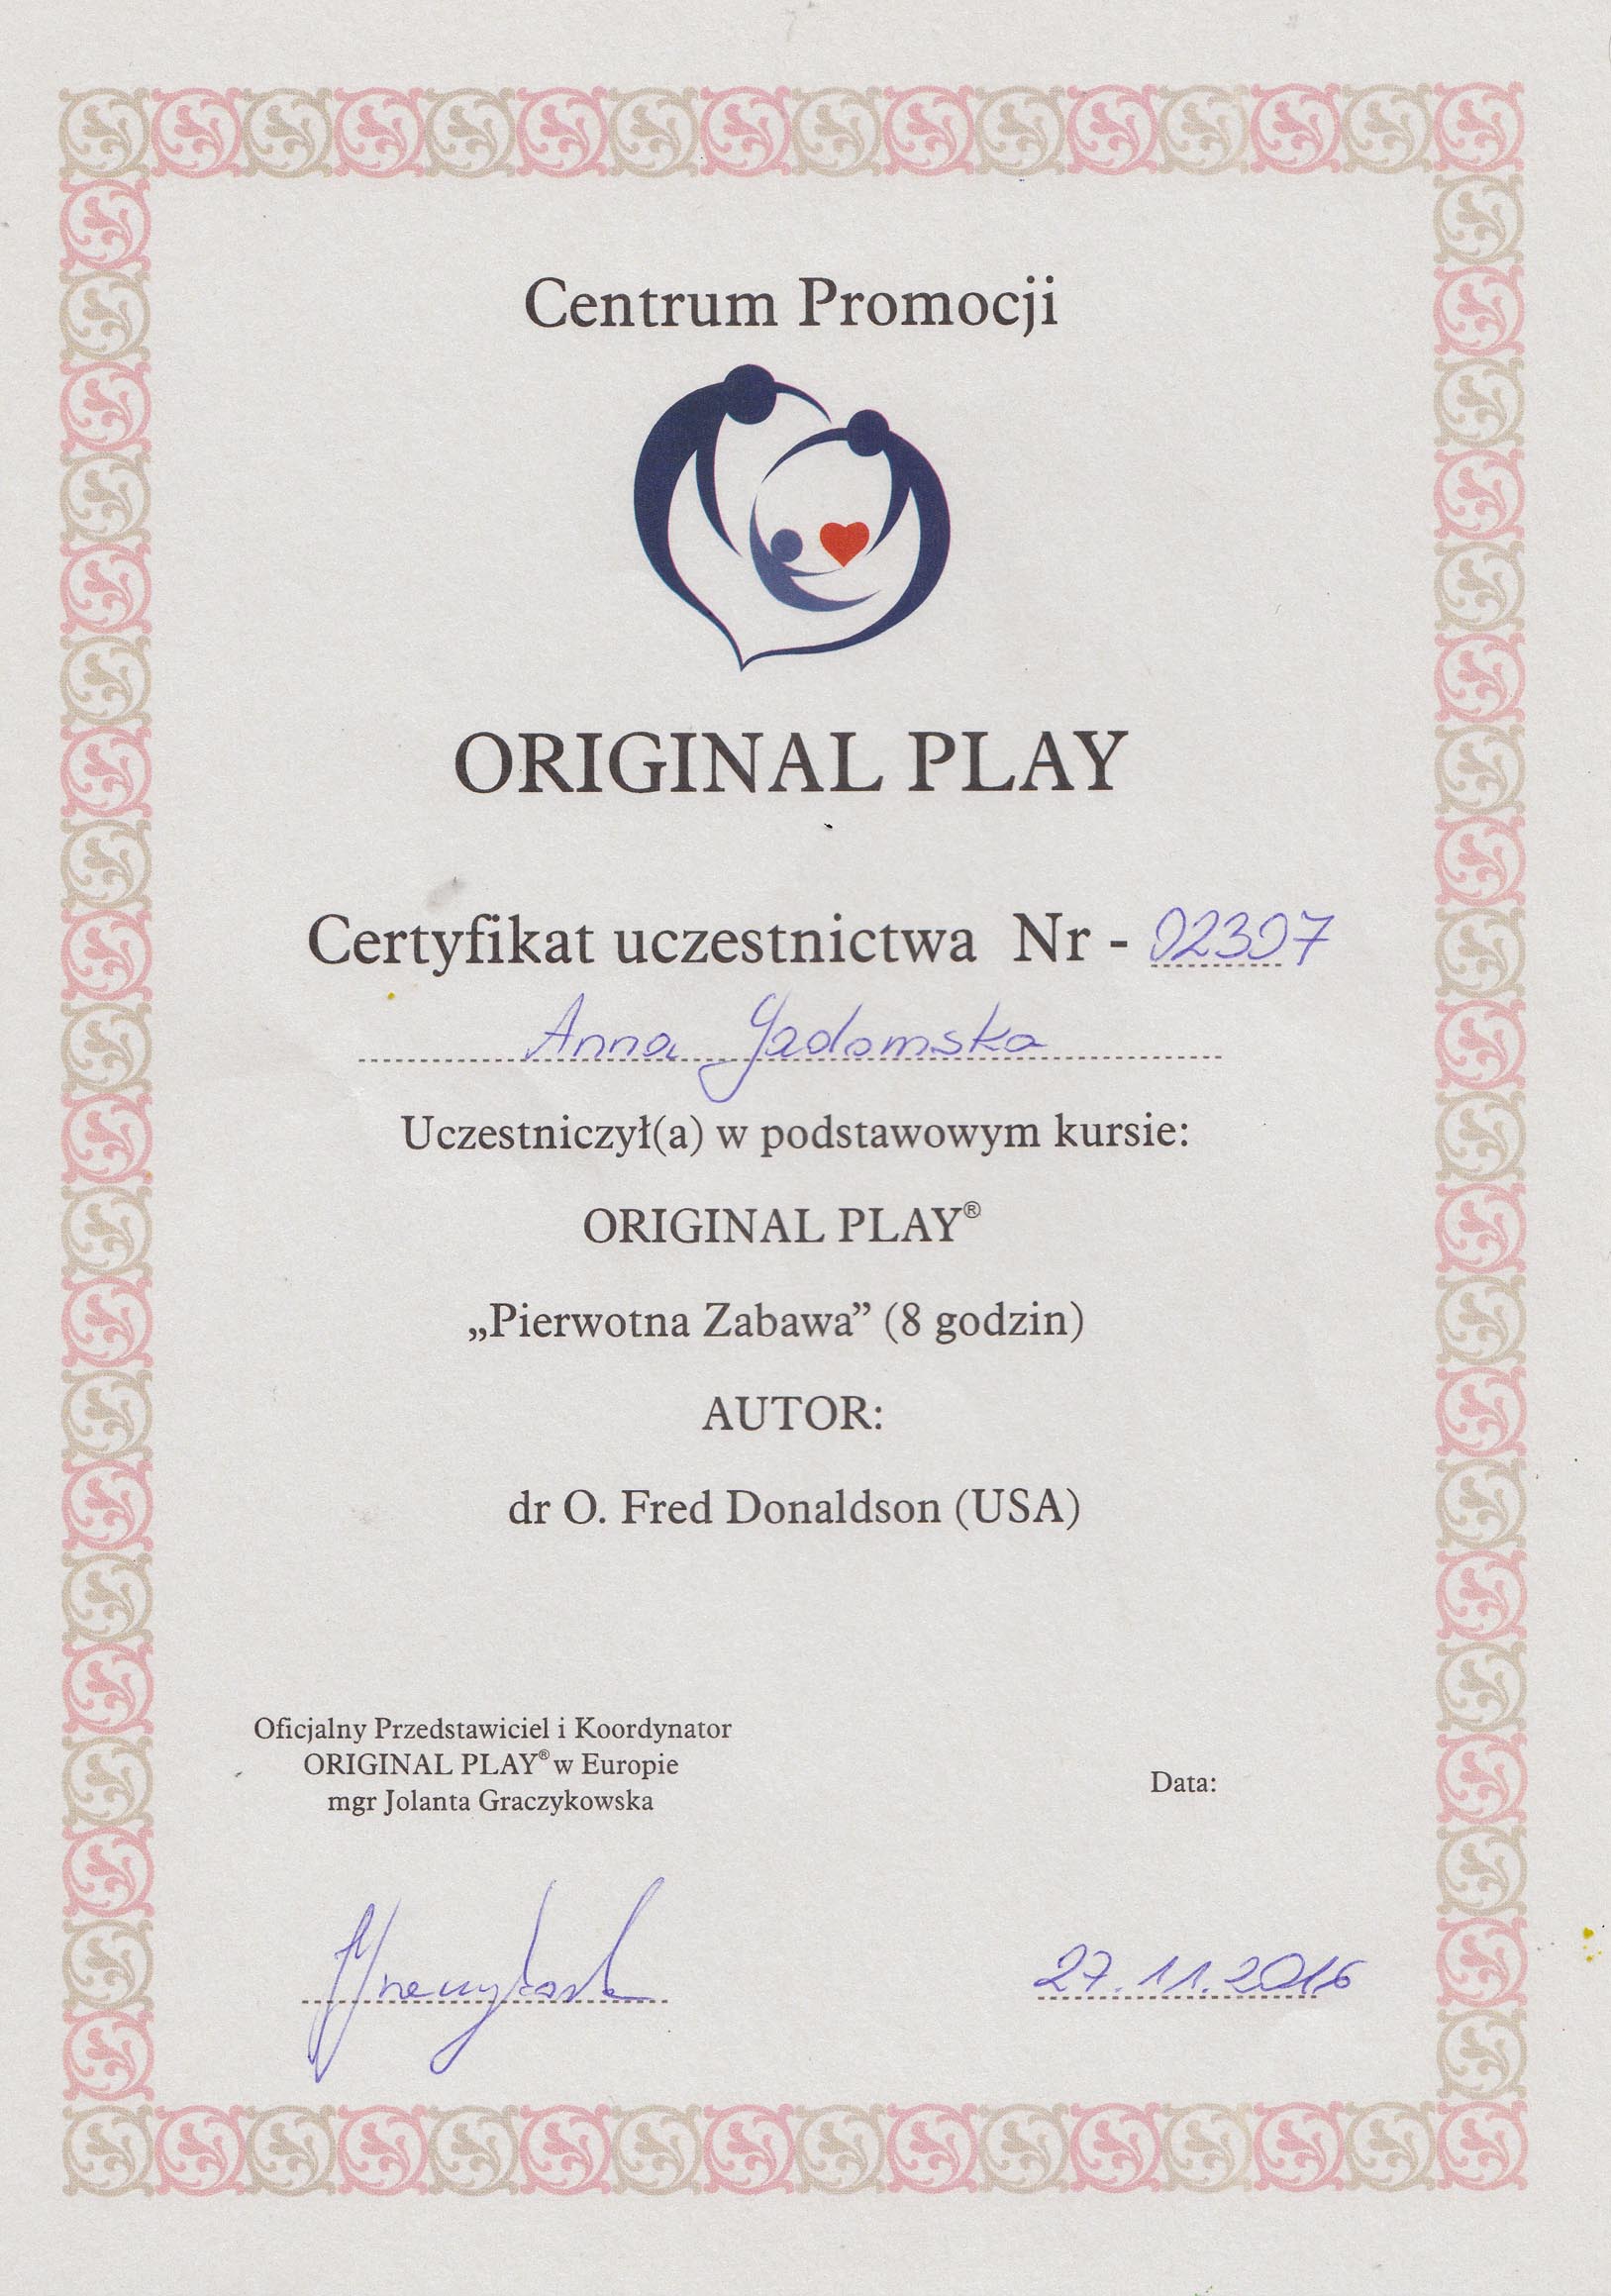 Centrum Promocji
ORIGINAL PLAY
Certyfikat uczestnictwa Nr - 02307
Anna Gadomska
Uczestniczył(a) w podstawowym kursie:
ORIGINAL PLAY®
„Pierwotna Zabawa” (8 godzin)
AUTOR:
dr O. Fred Donaldson (USA)
Oficjalny Przedstawiciel i Koordynator
ORIGINAL PLAY® w Europie
mgr Jolanta Graczykowska
Data:
27.11.2016